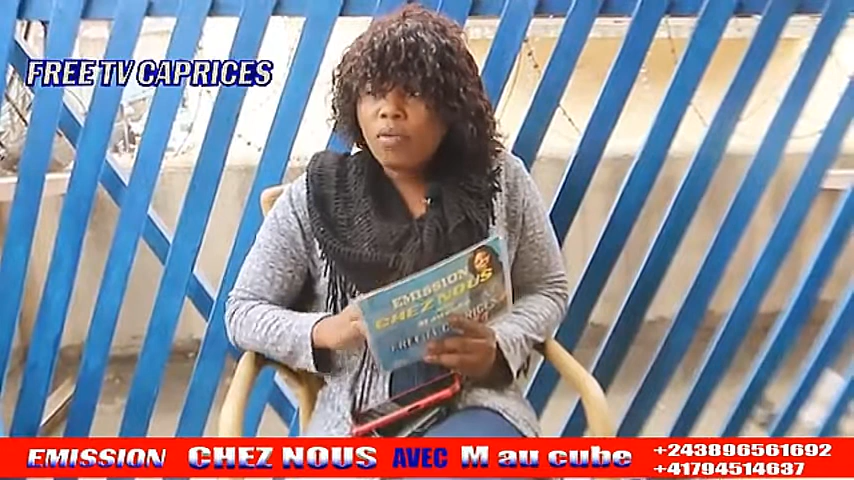 FREE TV CAPRICES
EMISSION
CHEZ NOUS
EMISSION CHEZ NOUS AVEC M au cube
+243896561692
+41794514637